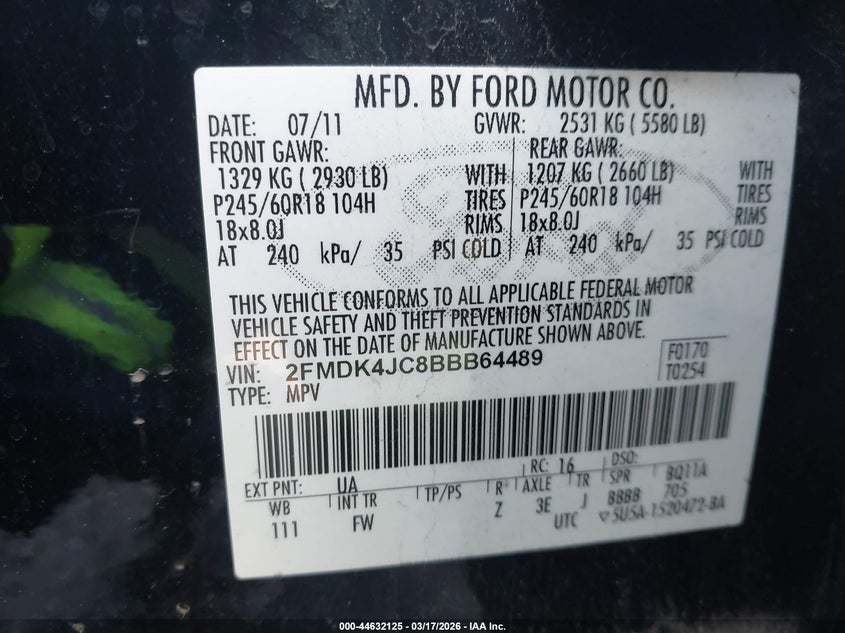 MFD. BY FORD MOTOR CO.
DATE: 07/11 GVWR: 2531 KG ( 5580 LB)
FRONT GAWR: REAR GAWR:
1329 KG ( 2930 LB) WITH 1207 KG ( 2660 LB) WITH
P245/60R18 104H TIRES P245/60R18 104H TIRES
18x8.0J RIMS 18x8.0J RIMS
AT 240 kPa/ 35 PSI COLD AT 240 kPa/ 35 PSI COLD
THIS VEHICLE CONFORMS TO ALL APPLICABLE FEDERAL MOTOR
VEHICLE SAFETY AND THEFT PREVENTION STANDARDS IN
EFFECT ON THE DATE OF MANUFACTURE SHOWN ABOVE.
VIN: 2FMDK4JC8BBB64489 F0170
TYPE: MPV T0254
EXT PNT: UA RC: 16 DSO:
WB INT TR TP/PS R* AXLE TR SPR BQ11A
111 FW Z 3E J BBBB 705
UTC ▽5U5A-1520472-BA
000-44632125 - 03/17/2026 - IAA Inc.